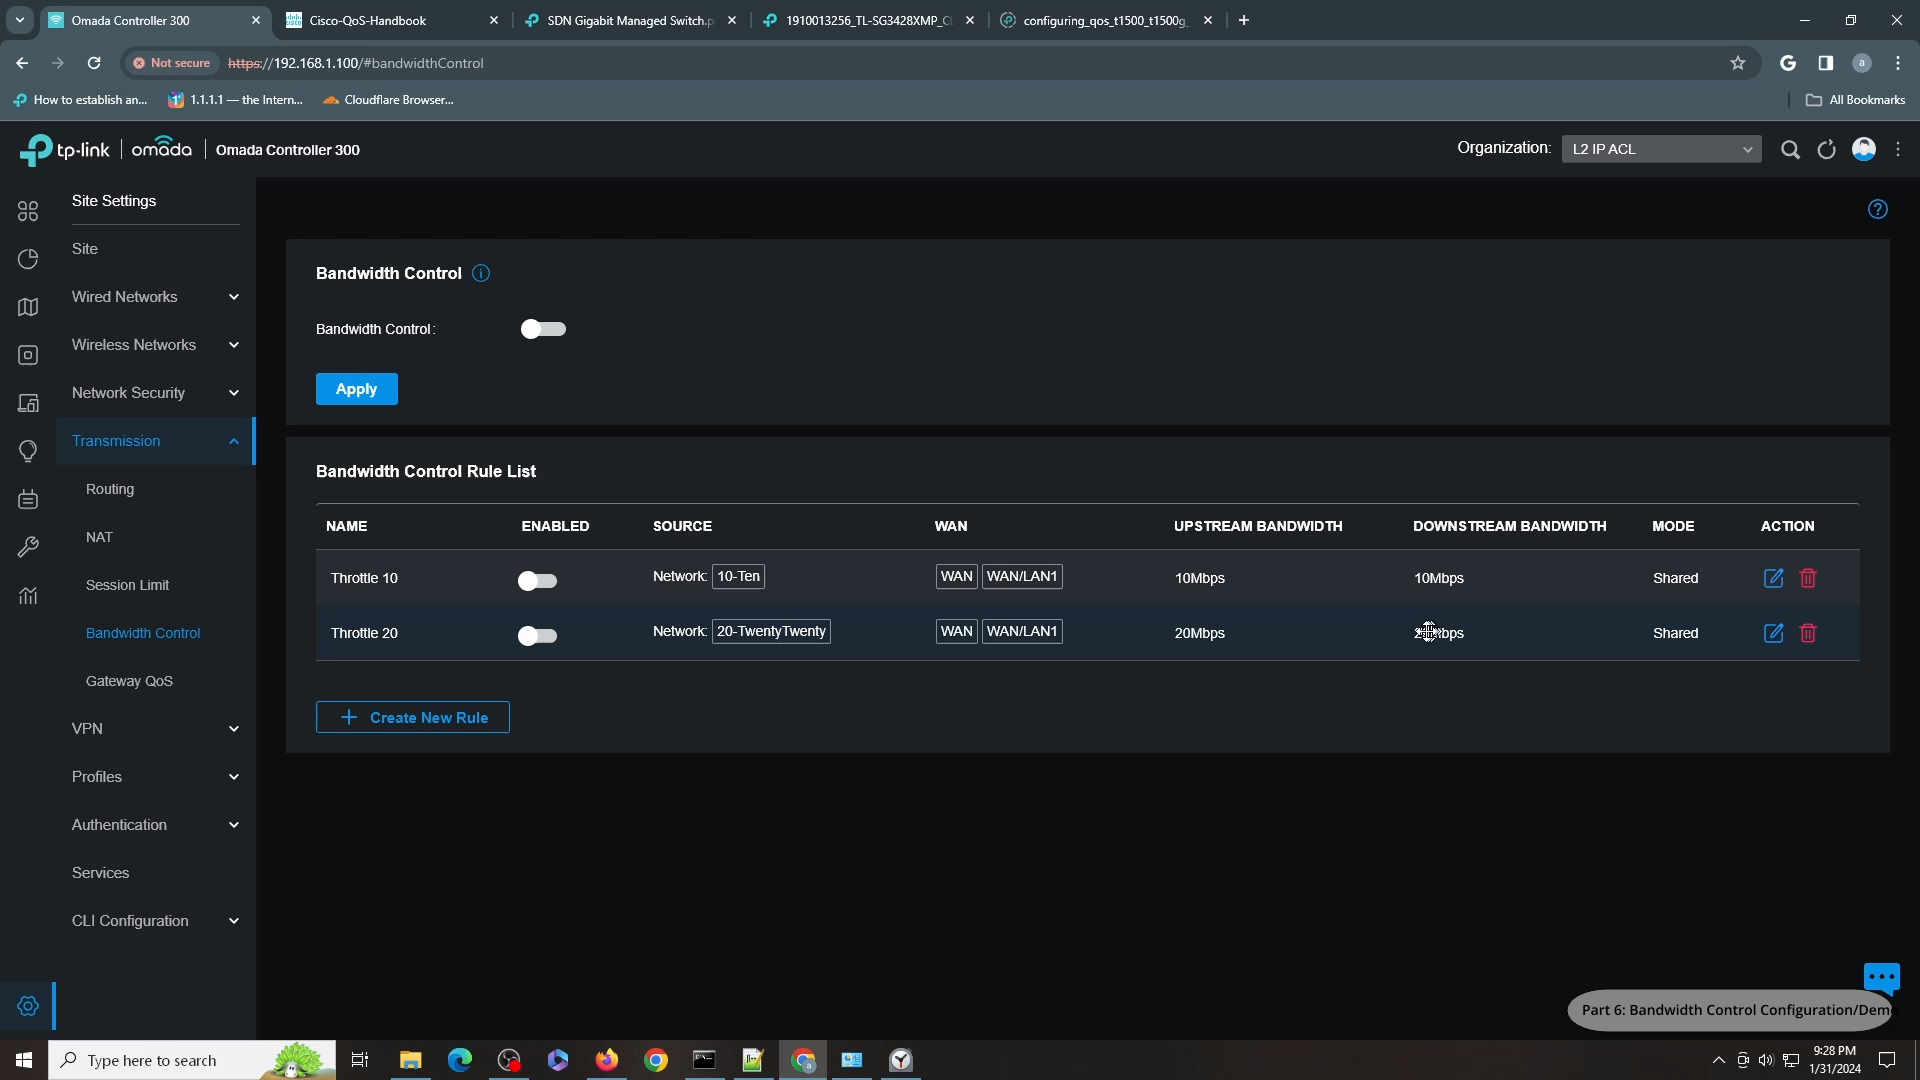 Omada Controller 300
Cisco-QoS-Handbook
SDN Gigabit Managed Switch.p
1910013256_TL-SG3428XMP_C
configuring_qos_t1500_t1500g_
Not secure
https://192.168.1.100/#bandwidthControl
a
How to establish an...
1.1.1.1 — the Intern...
Cloudflare Browser...
All Bookmarks
tp-link
omada
Omada Controller 300
Organization:
L2 IP ACL
Site Settings
Site
Wired Networks
Wireless Networks
Network Security
Transmission
Routing
NAT
Session Limit
Bandwidth Control
Gateway QoS
VPN
Profiles
Authentication
Services
CLI Configuration
Bandwidth Control
Bandwidth Control:
Apply
Bandwidth Control Rule List
NAME ENABLED SOURCE WAN UPSTREAM BANDWIDTH DOWNSTREAM BANDWIDTH MODE ACTION
Throttle 10 Network: 10-Ten WAN WAN/LAN1 10Mbps 10Mbps Shared
Throttle 20 Network: 20-TwentyTwenty WAN WAN/LAN1 20Mbps Shared
Create New Rule
Part 6: Bandwidth Control Configuration/Demo
Type here to search
9:28 PM
1/31/2024